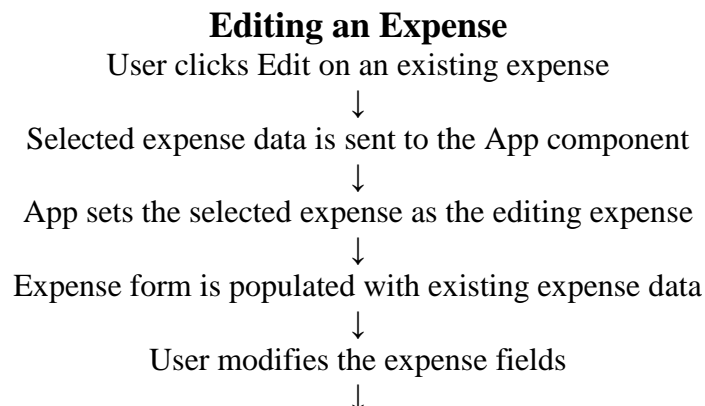 Editing an Expense
User clicks Edit on an existing expense
↓
Selected expense data is sent to the App component
↓
App sets the selected expense as the editing expense
↓
Expense form is populated with existing expense data
↓
User modifies the expense fields
↓